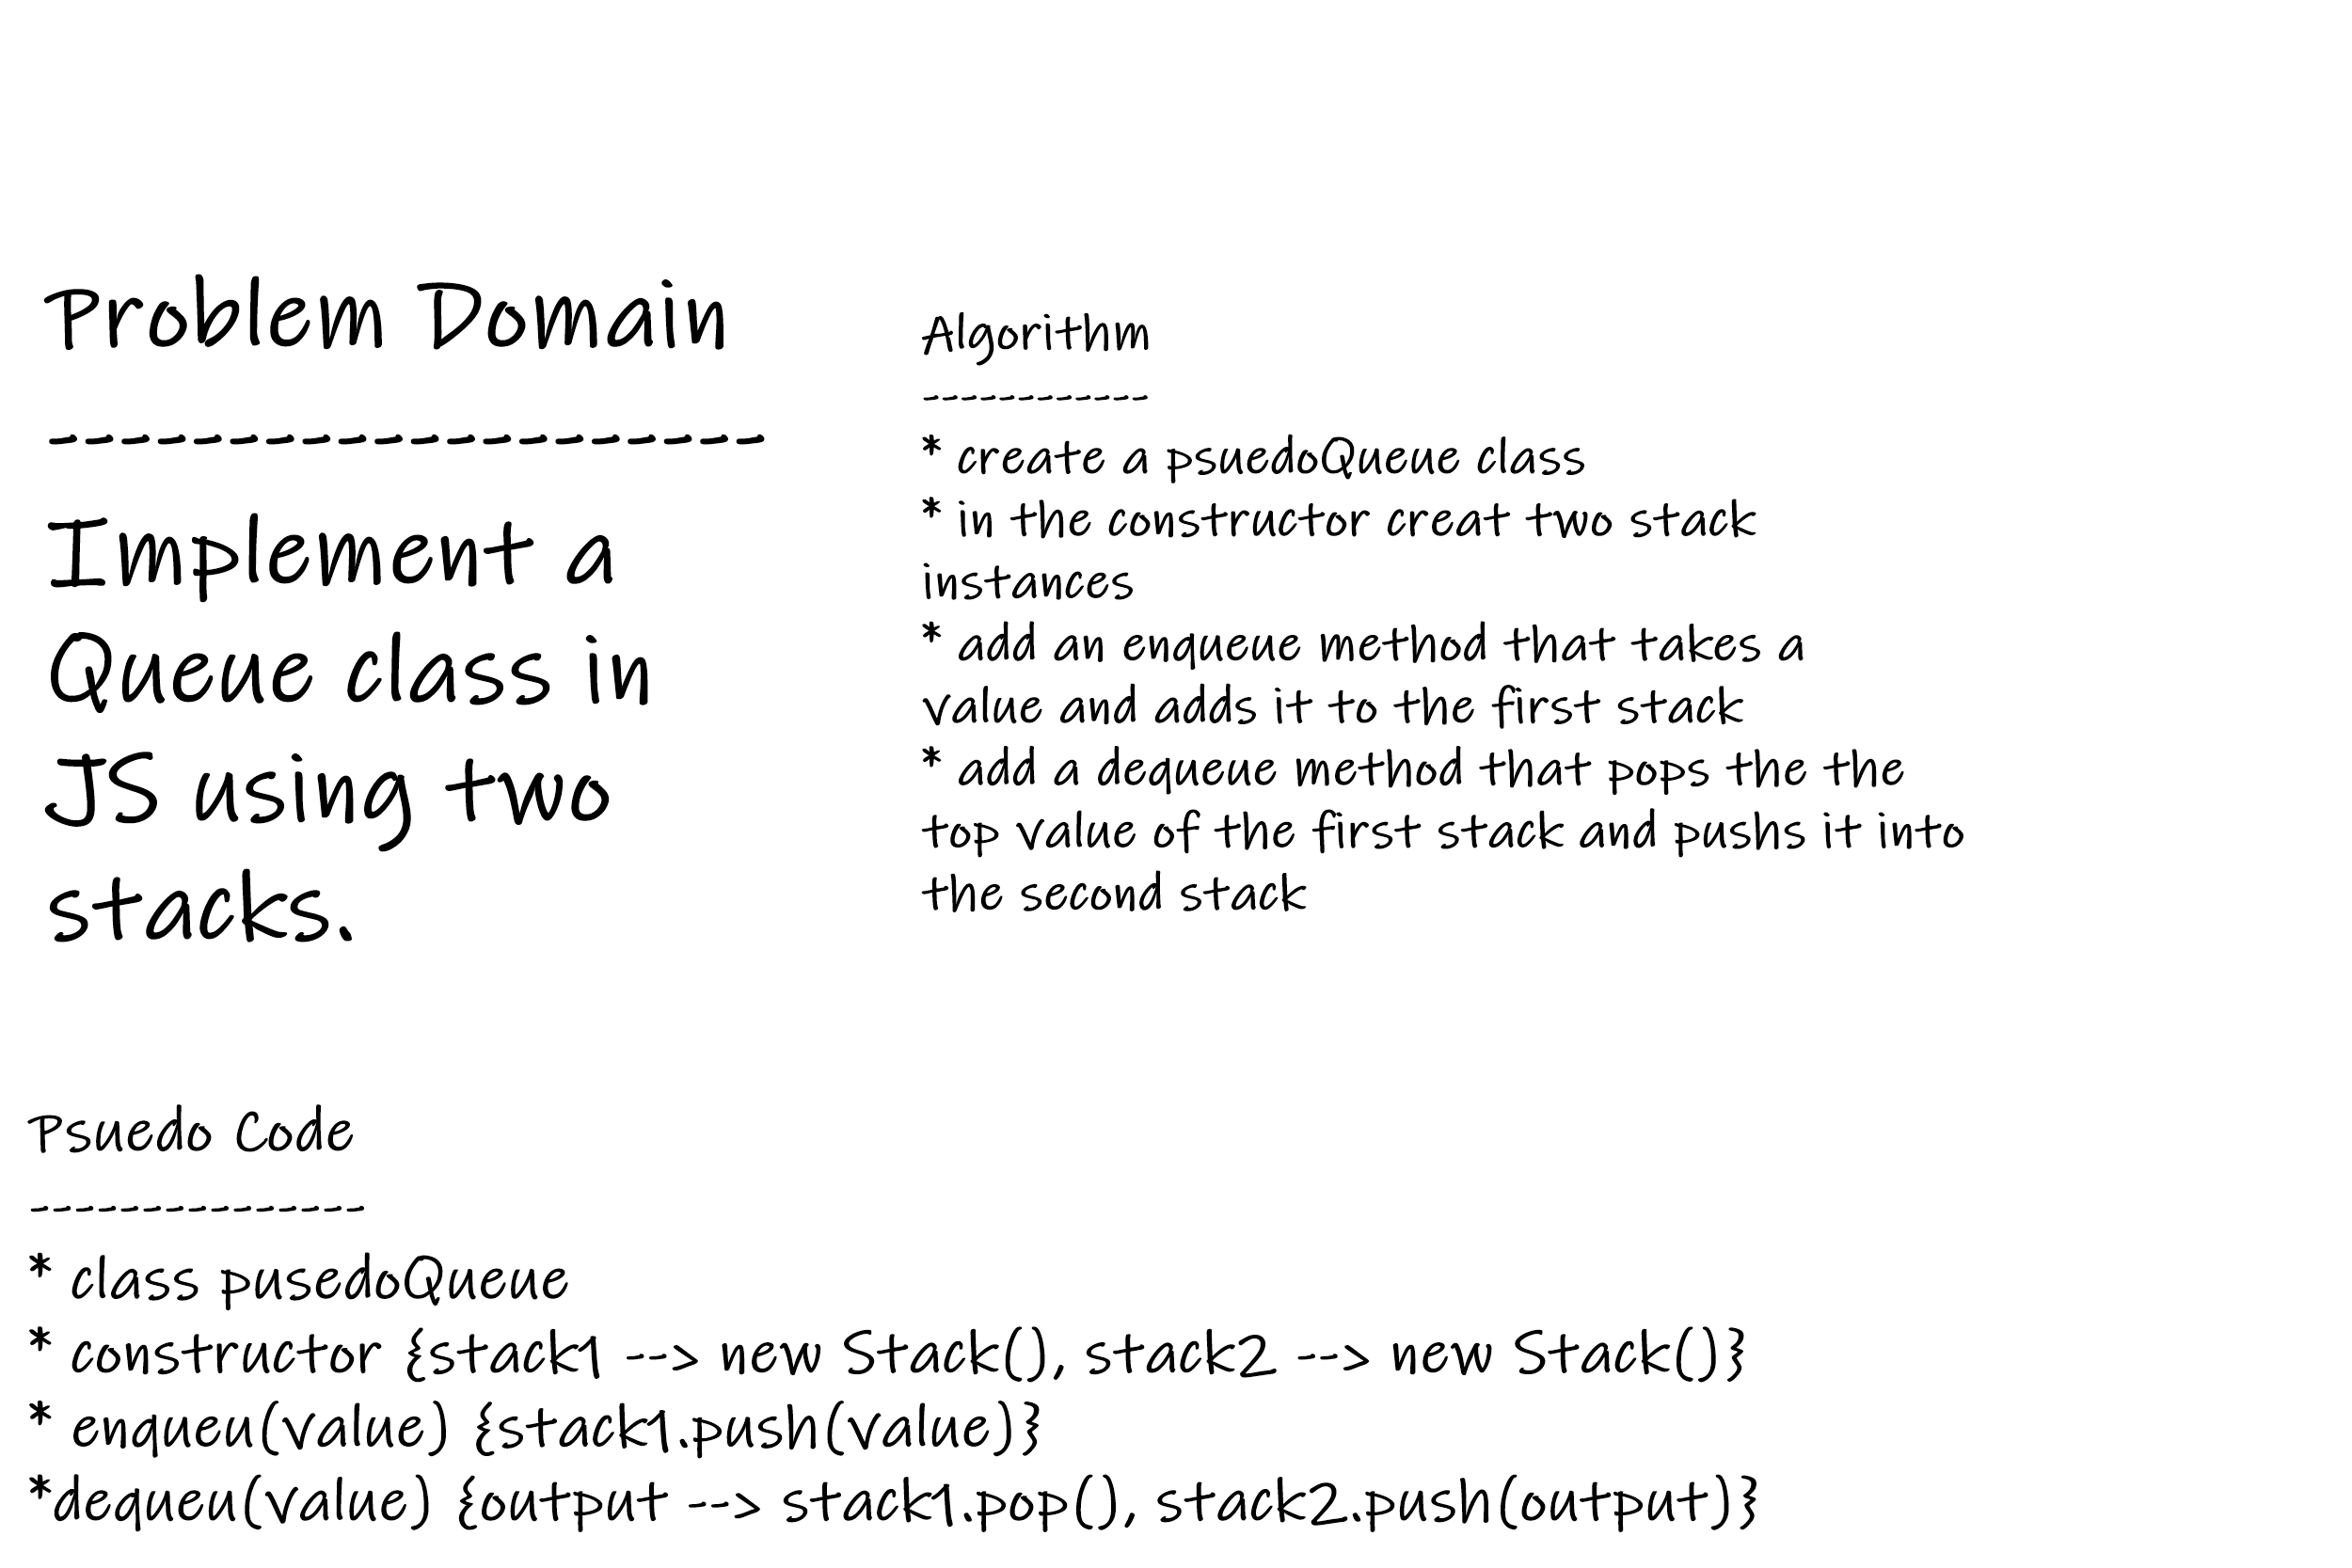 Problem Domain
--------------------
Implement a
Queue class in
JS using two
stacks.
Algorithm
------------
* create a psuedoQueue class
* in the constructor creat two stack
instances
* add an enqueue method that takes a
value and adds it to the first stack
* add a dequeue method that pops the the
top value of the first stack and pushs it into
the second stack
Psuedo Code
---------------
* class pusedoQueue
* constructor {stack1 --> new Stack(), stack2 --> new Stack()}
* enqueu(value) {stack1.push(value)}
*dequeu(value) {output --> stack1.pop(), stack2.push(output)}